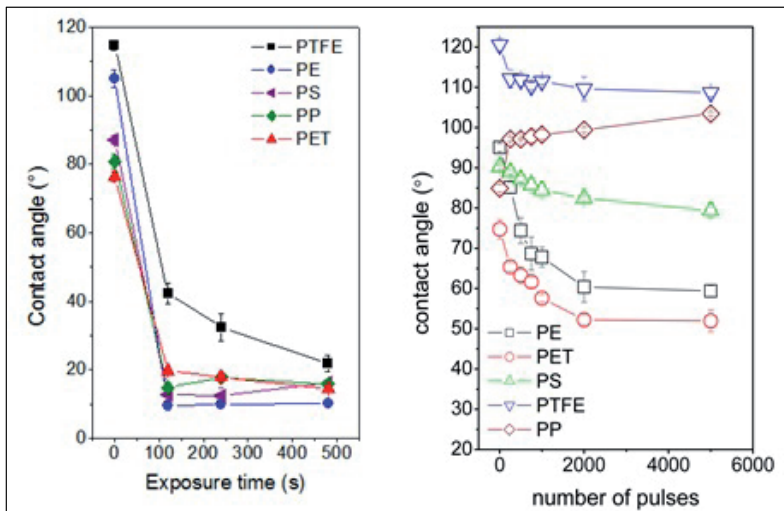 120
100
80
60
40
20
0
Contact angle (°)
0 100 200 300 400 500
Exposure time (s)
PTFE
PE
PS
PP
PET
120
110
100
90
80
70
60
50
40
30
20
contact angle (°)
0 2000 4000 6000
number of pulses
PE
PET
PS
PTFE
PP